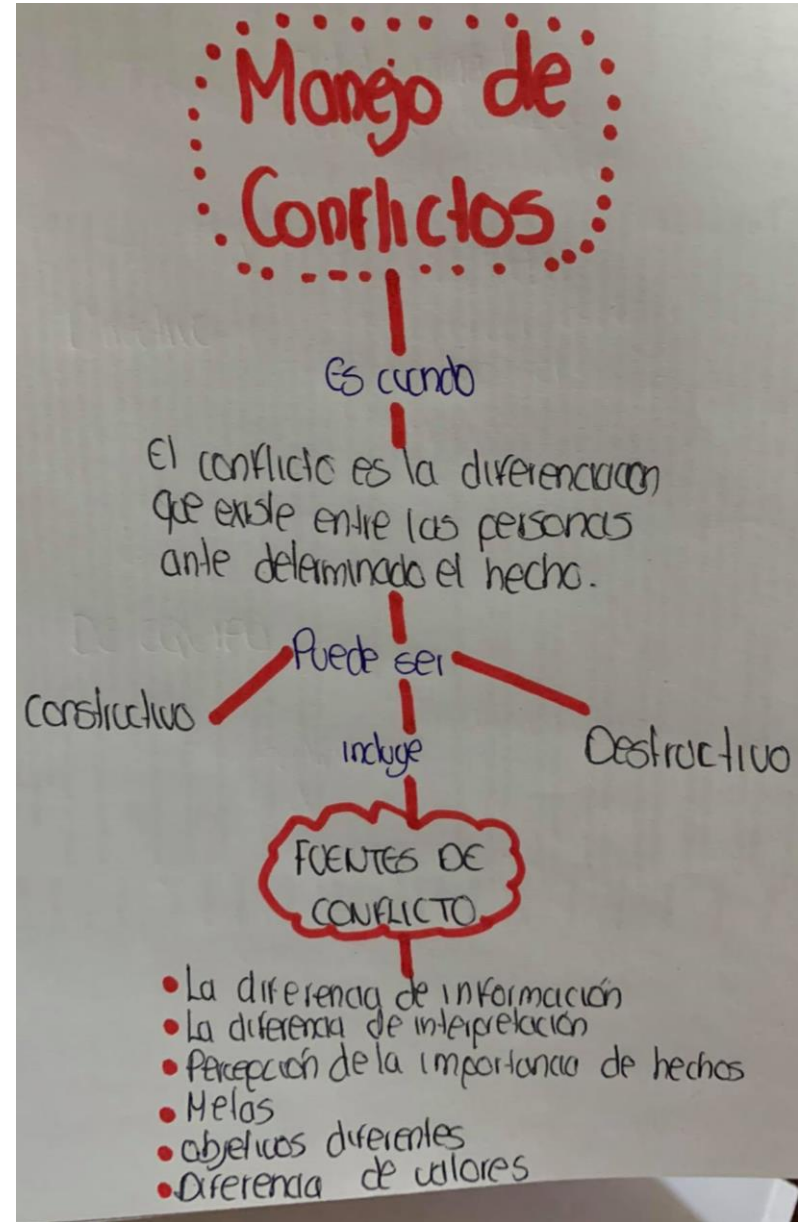 Manejo de
Conflictos
Es cuando
El conflicto es la diferenciacion
que existe entre las personas
ante determinado el hecho.
Puede ser
Constructivo
Destructivo
incluye
FUENTES DE
CONFLICTO
• La diferencia de información
• La diferencia de interpretación
• Percepción de la importancia de hechos
• Metas
• objetivos diferentes
• Diferencia de valores